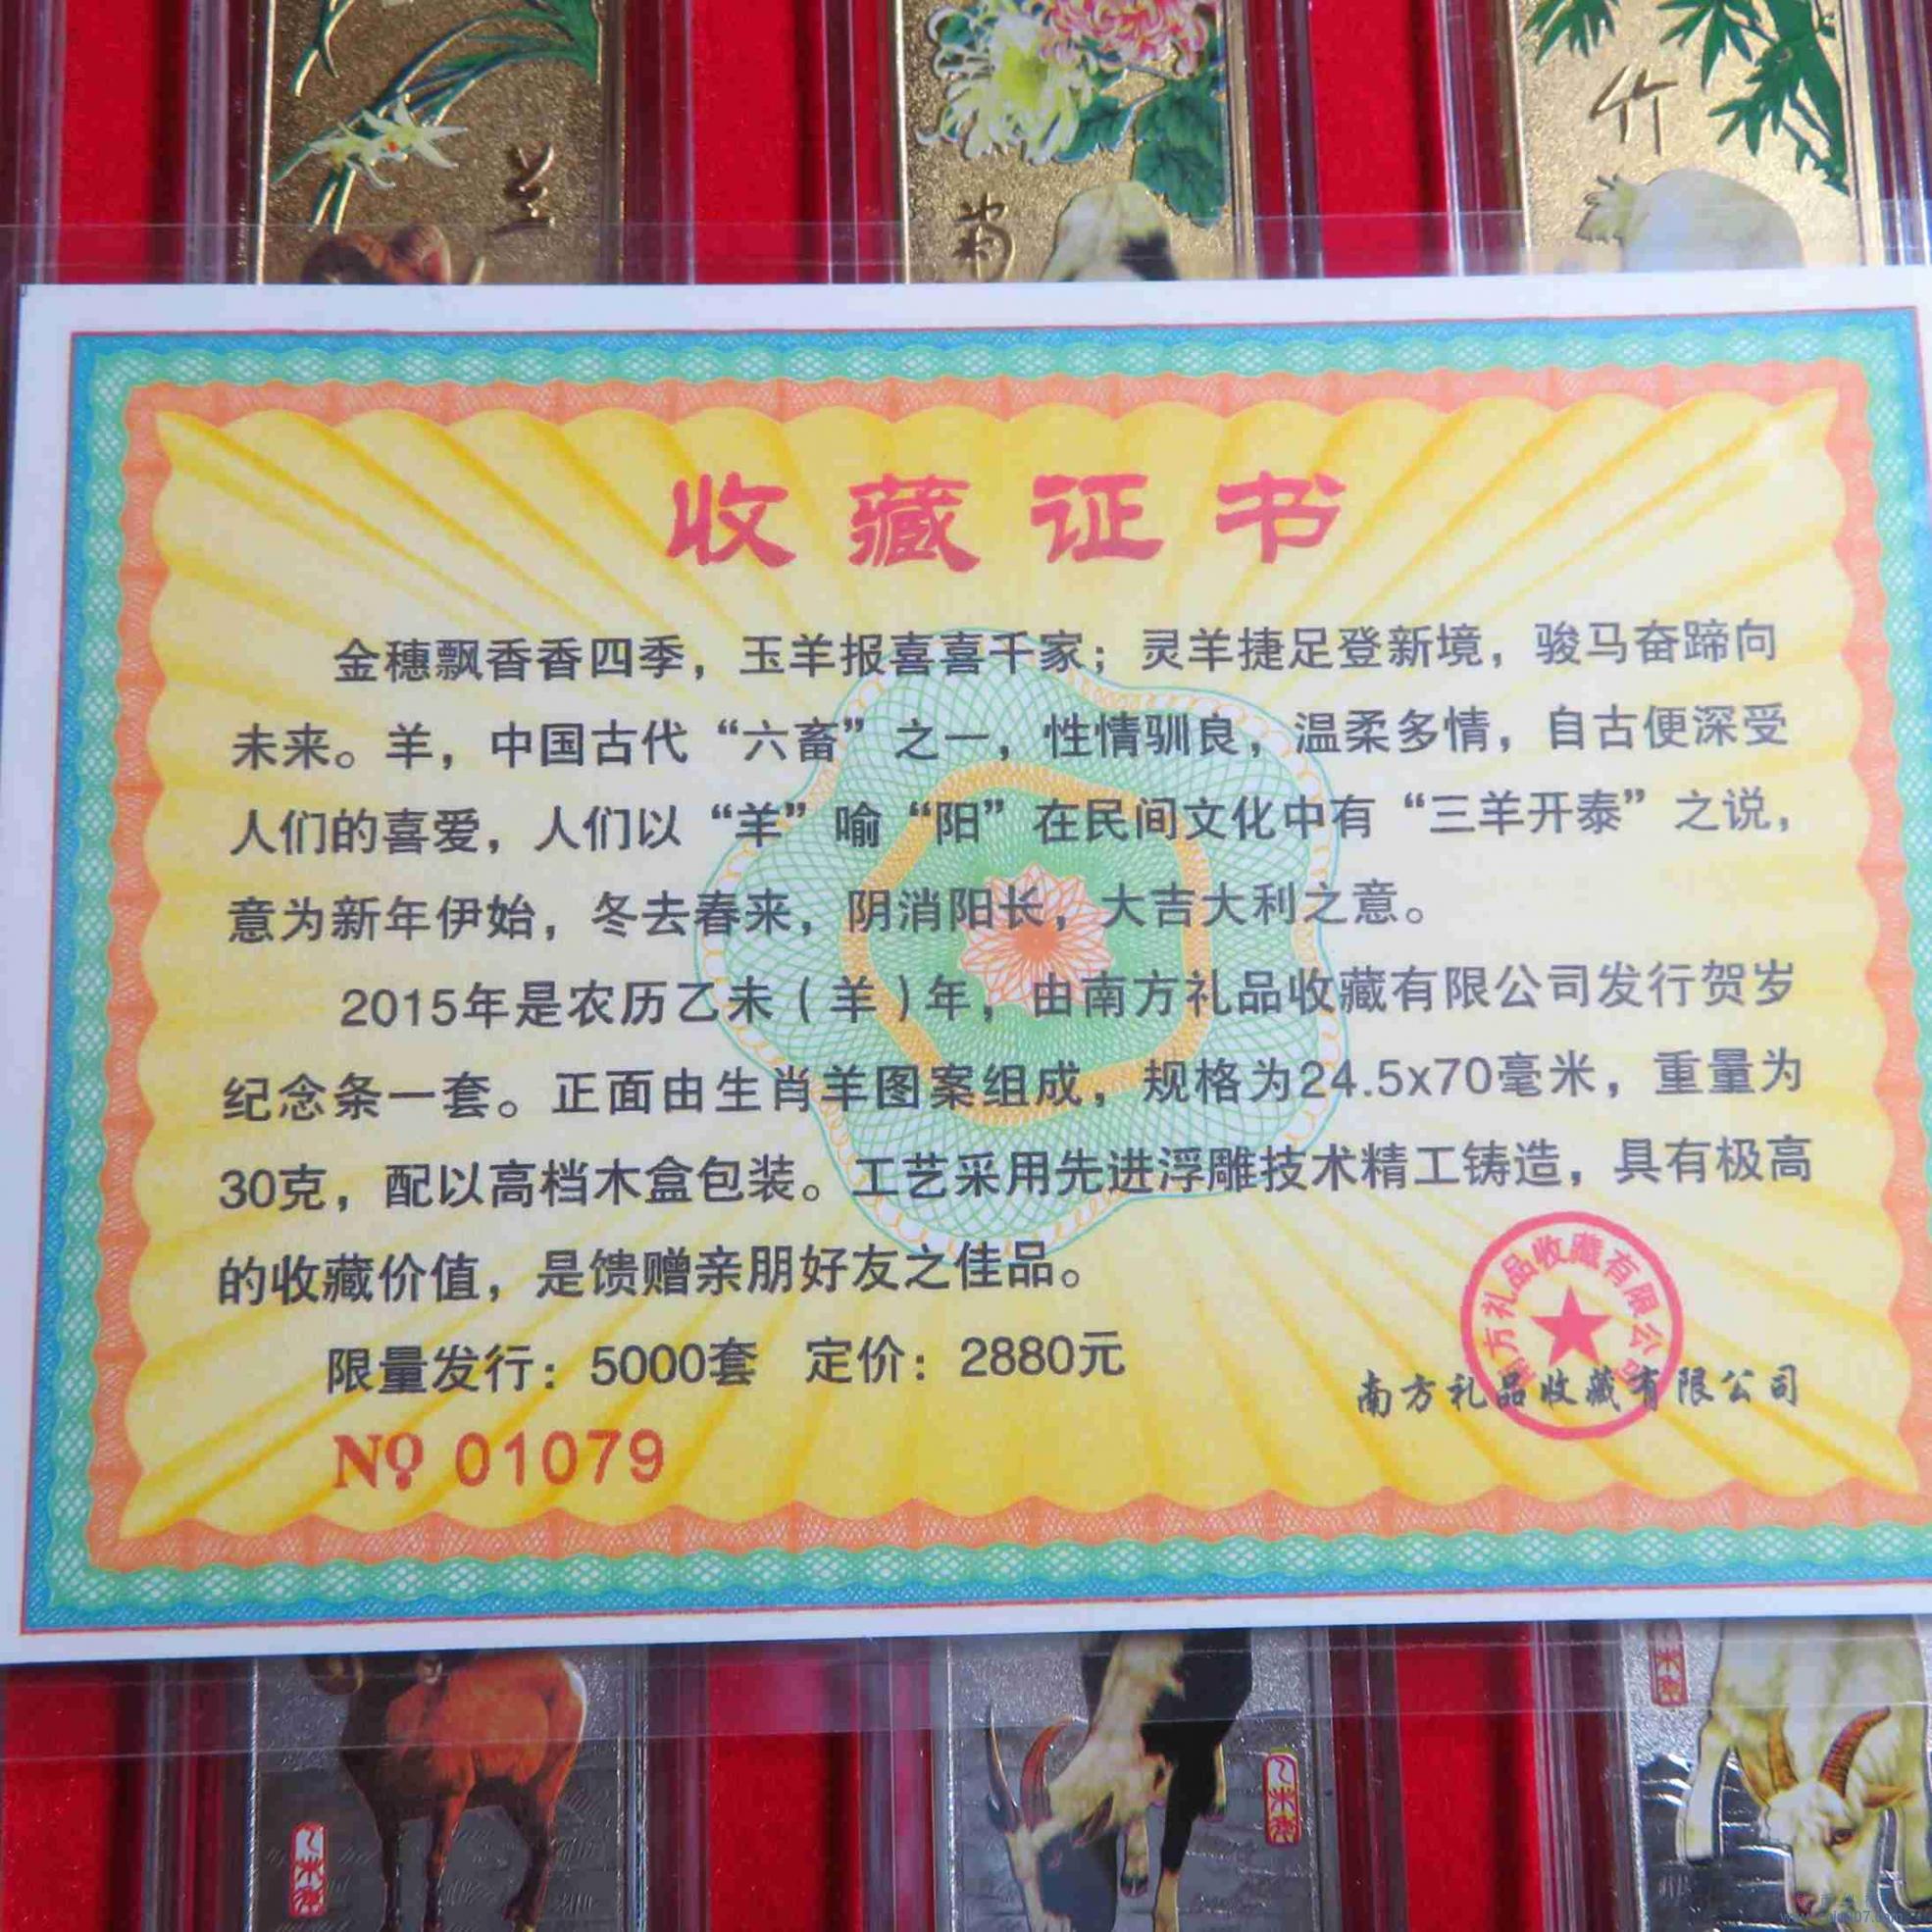 兰
菊
竹
收藏证书
金穗飘香香四季，玉羊报喜喜千家；灵羊捷足登新境，骏马奋蹄向
未来。羊，中国古代“六畜”之一，性情驯良，温柔多情，自古便深受
人们的喜爱，人们以“羊”喻“阳”在民间文化中有“三羊开泰”之说，
意为新年伊始，冬去春来，阴消阳长，大吉大利之意。
2015年是农历乙未（羊）年，由南方礼品收藏有限公司发行贺岁
纪念条一套。正面由生肖羊图案组成，规格为24.5x70毫米，重量为
30克，配以高档木盒包装。工艺采用先进浮雕技术精工铸造，具有极高
的收藏价值，是馈赠亲朋好友之佳品。
限量发行：5000套 定价：2880元
南方礼品收藏有限公司
南方礼品收藏有限公司
NO 01079